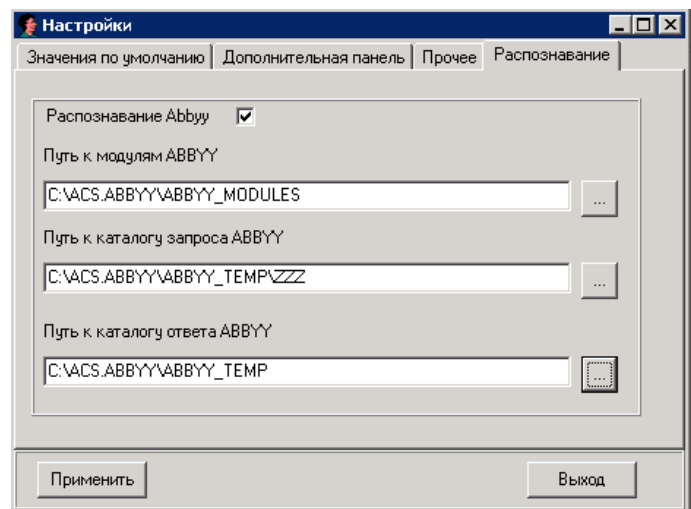 Настройки
Значения по умолчанию Дополнительная панель Прочее Распознавание
Распознавание Abbyy
Путь к модулям ABBYY
C:\ACS.ABBYY\ABBYY_MODULES ...
Путь к каталогу запроса ABBYY
C:\ACS.ABBYY\ABBYY_TEMP\ZZZ ...
Путь к каталогу ответа ABBYY
C:\ACS.ABBYY\ABBYY_TEMP ...
Применить Выход